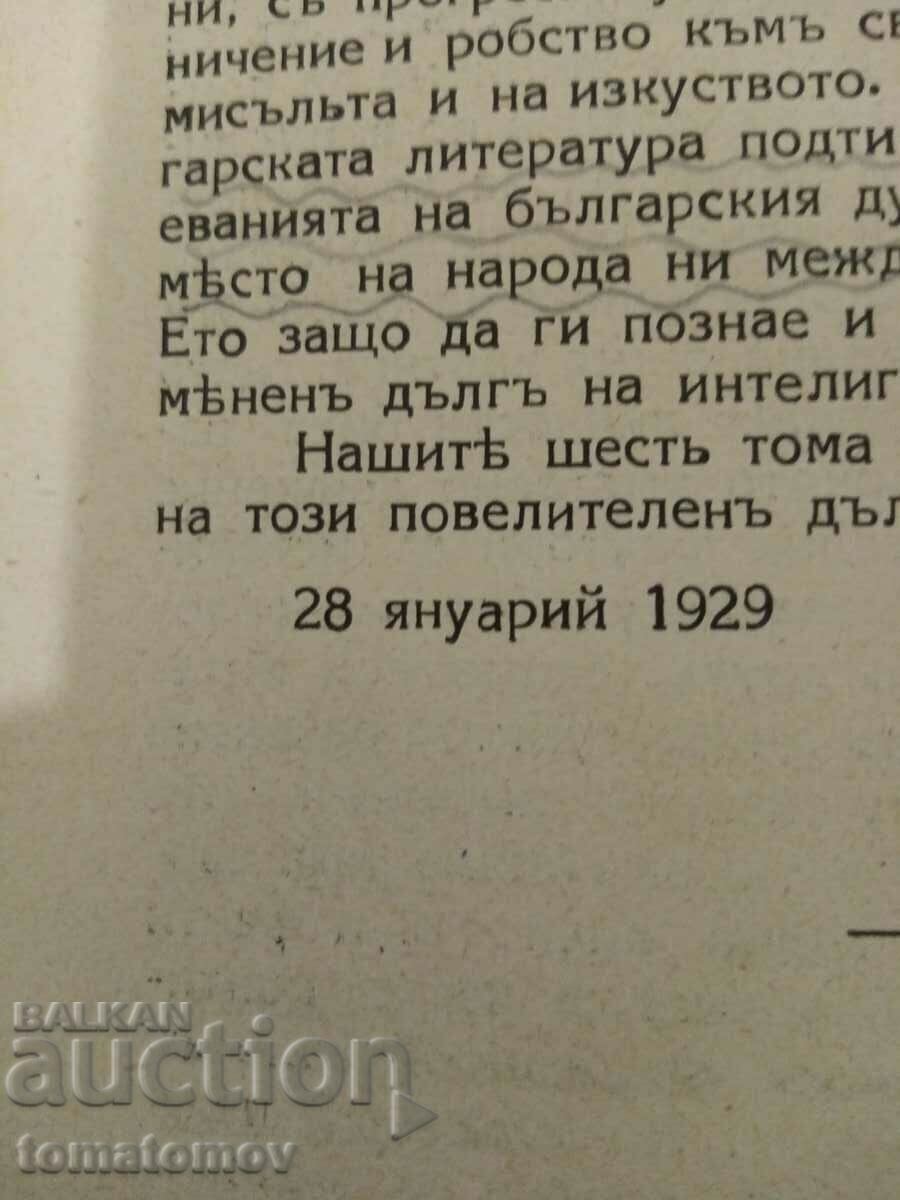 ни, съ
ничение и робство къмъ
мисъльта и на изкуството.
гарската литература подти
еванията на българския ду
мѣсто на народа ни межд
Ето защо да ги познае и
мѣненъ дългъ на интелиг
Нашитѣ шесть тома
на този повелителенъ дъл
28 януарий 1929
BALKAN
auction
tomatomov